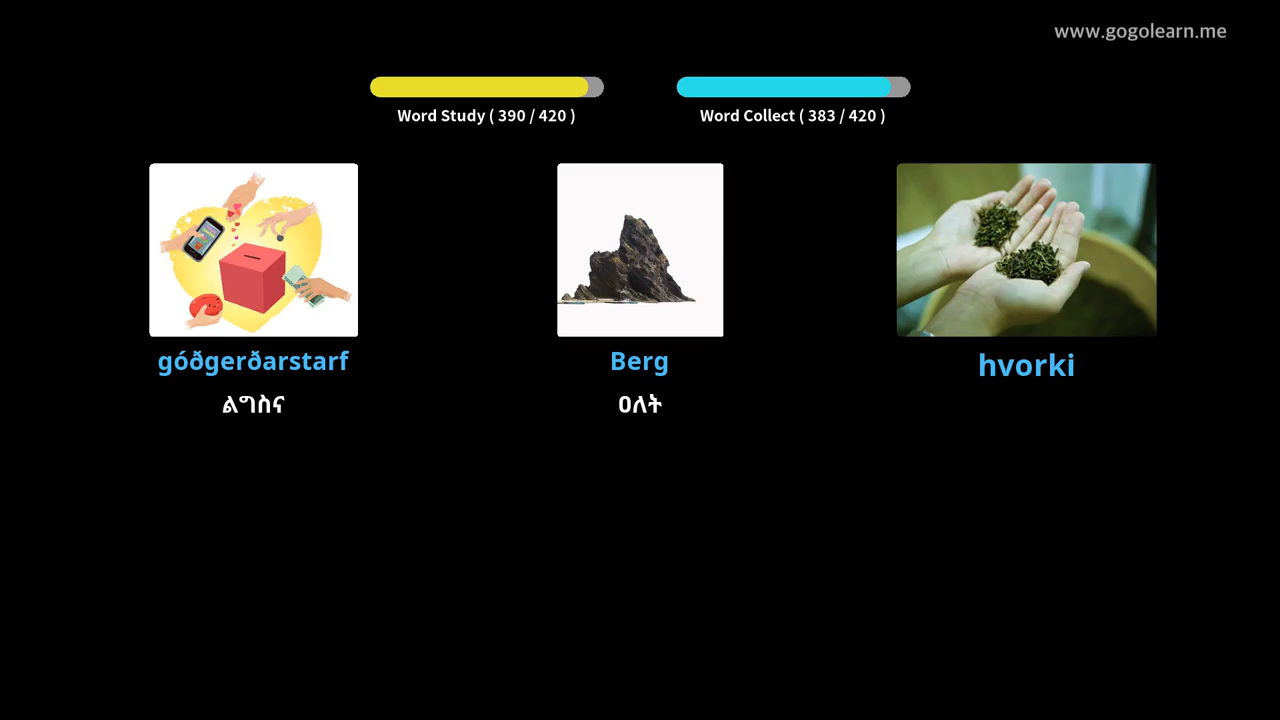 www.gogolearn.me
Word Study ( 390 / 420 )
Word Collect ( 383 / 420 )
góðgerðarstarf
Berg
hvorki
ልግስና
ዐለት